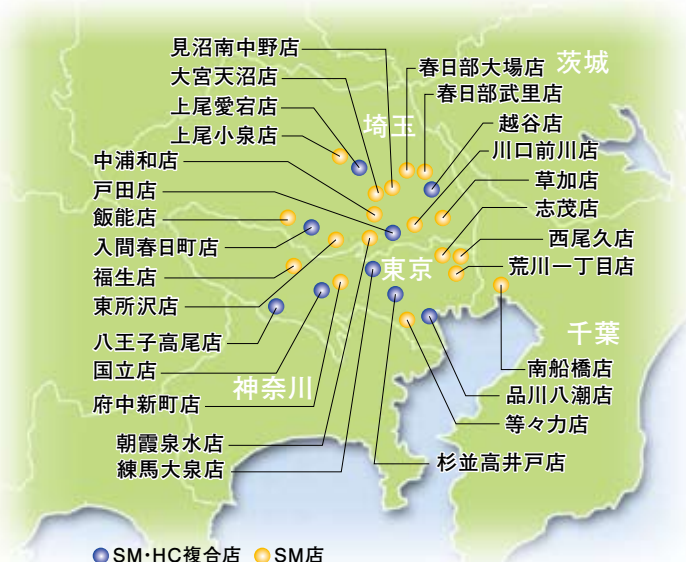 見沼南中野店
大宮天沼店
上尾愛宕店
上尾小泉店
中浦和店
戸田店
飯能店
入間春日町店
福生店
東所沢店
八王子高尾店
国立店
府中新町店
朝霞泉水店
練馬大泉店
春日部大場店
春日部武里店
越谷店
川口前川店
草加店
志茂店
西尾久店
荒川一丁目店
南船橋店
品川八潮店
等々力店
杉並高井戸店
茨城
埼玉
東京
千葉
神奈川
SM・HC複合店 SM店